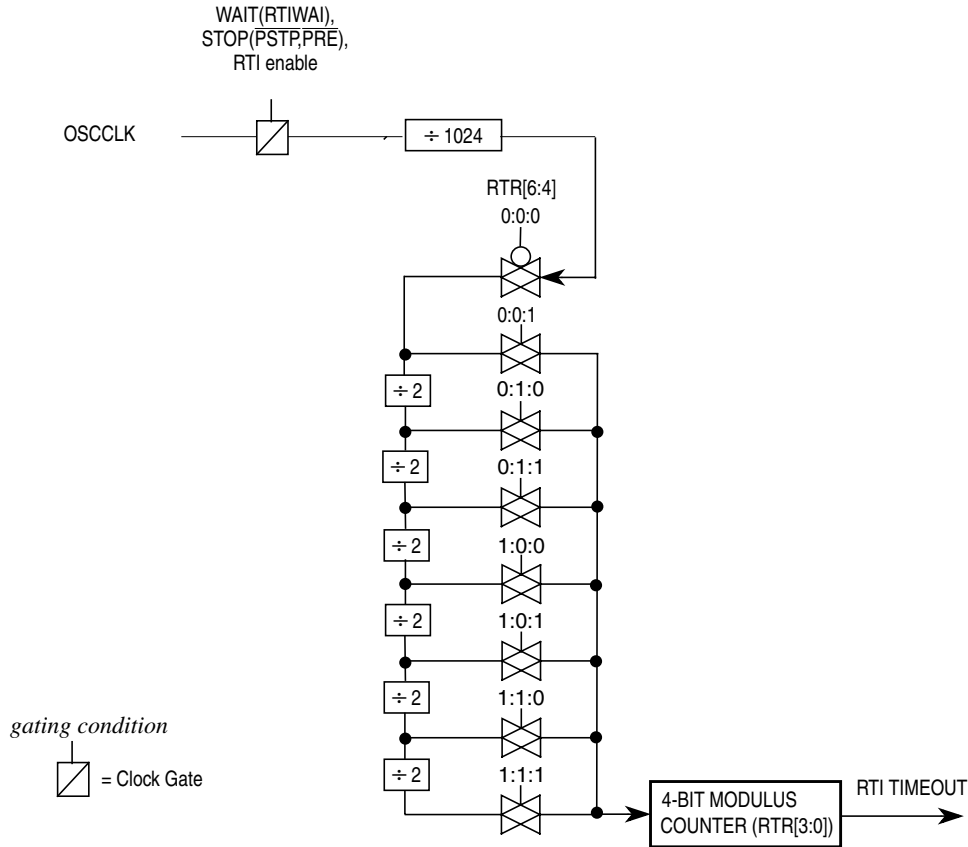 WAIT(RTIWAI),
STOP(PSTP,PRE),
RTI enable
OSCCLK
÷ 1024
RTR[6:4]
0:0:0
0:0:1
÷ 2
0:1:0
÷ 2
0:1:1
÷ 2
1:0:0
÷ 2
1:0:1
÷ 2
1:1:0
÷ 2
1:1:1
gating condition
= Clock Gate
4-BIT MODULUS
COUNTER (RTR[3:0])
RTI TIMEOUT